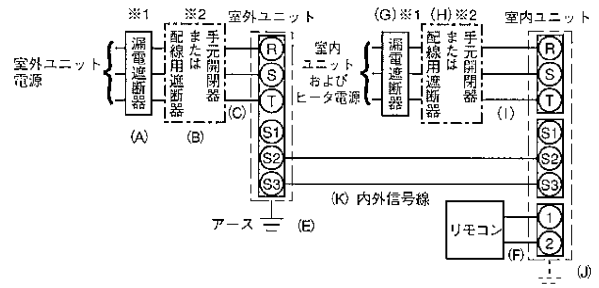 ※1
※2
室外ユニット
室外ユニット
電源
漏電遮断器
手元開閉器
または
配線用遮断器
R
S
T
S1
S2
S3
(A)
(B)
(C)
アース
(E)
(G)※1
(H)※2
室内ユニット
室内
ユニット
および
ヒータ電源
漏電遮断器
手元開閉器
または
配線用遮断器
R
S
T
S1
S2
S3
(I)
(K) 内外信号線
リモコン
1
2
(F)
(J)